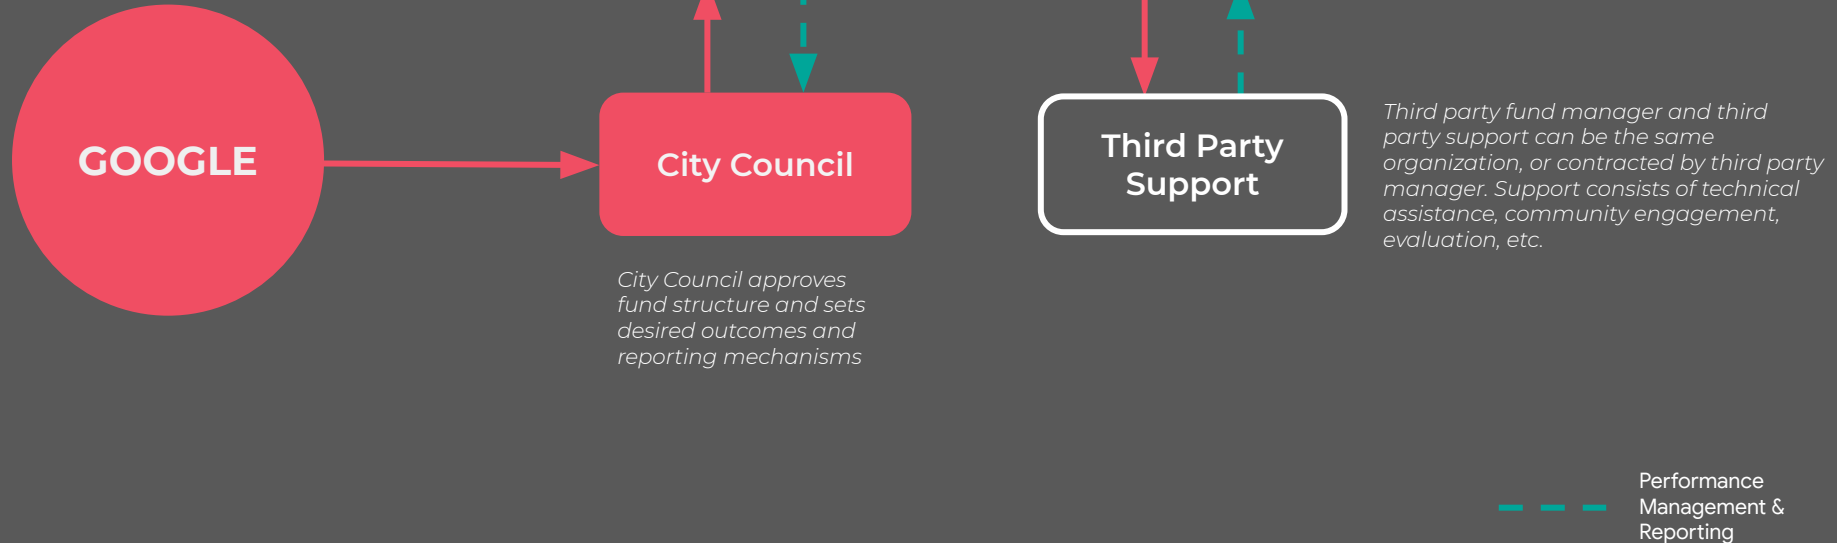 GOOGLE
City Council
City Council approves
fund structure and sets
desired outcomes and
reporting mechanisms
Third Party
Support
Third party fund manager and third
party support can be the same
organization, or contracted by third party
manager. Support consists of technical
assistance, community engagement,
evaluation, etc.
Performance
Management &
Reporting